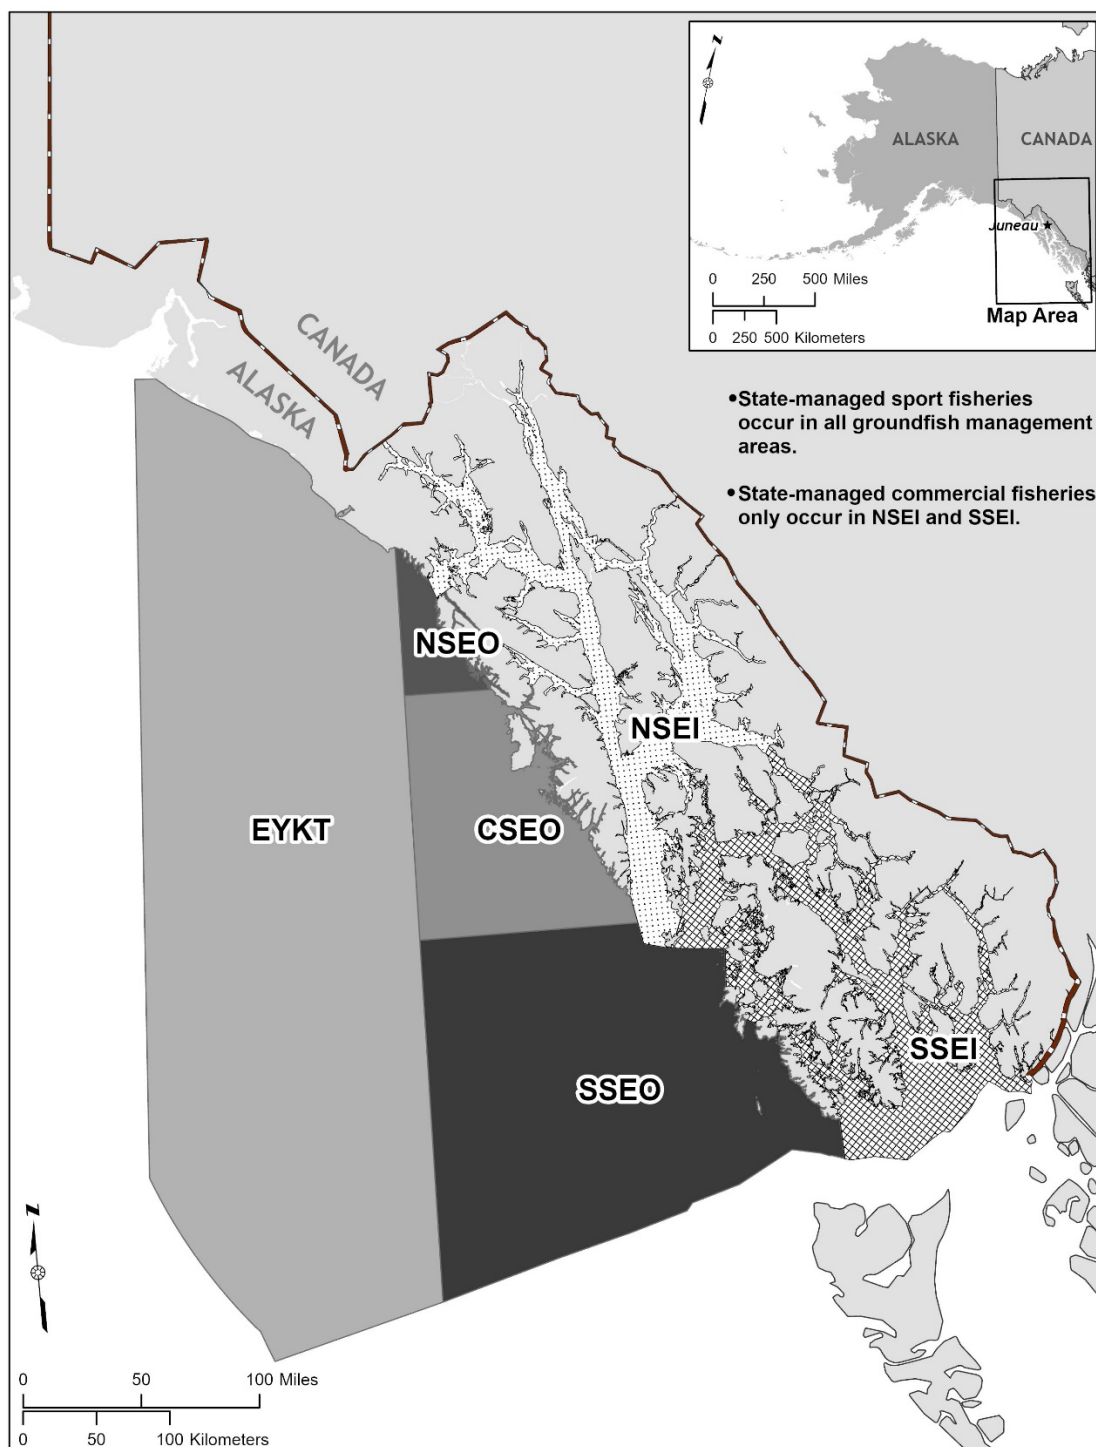 Z
ALASKA
CANADA
Juneau
0 250 500 Miles
0 250 500 Kilometers
Map Area
CANADA
ALASKA
•State-managed sport fisheries
occur in all groundfish management
areas.
•State-managed commercial fisheries
only occur in NSEI and SSEI.
NSEO
NSEI
EYKT
CSEO
SSEI
SSEO
Z
0 50 100 Miles
0 50 100 Kilometers